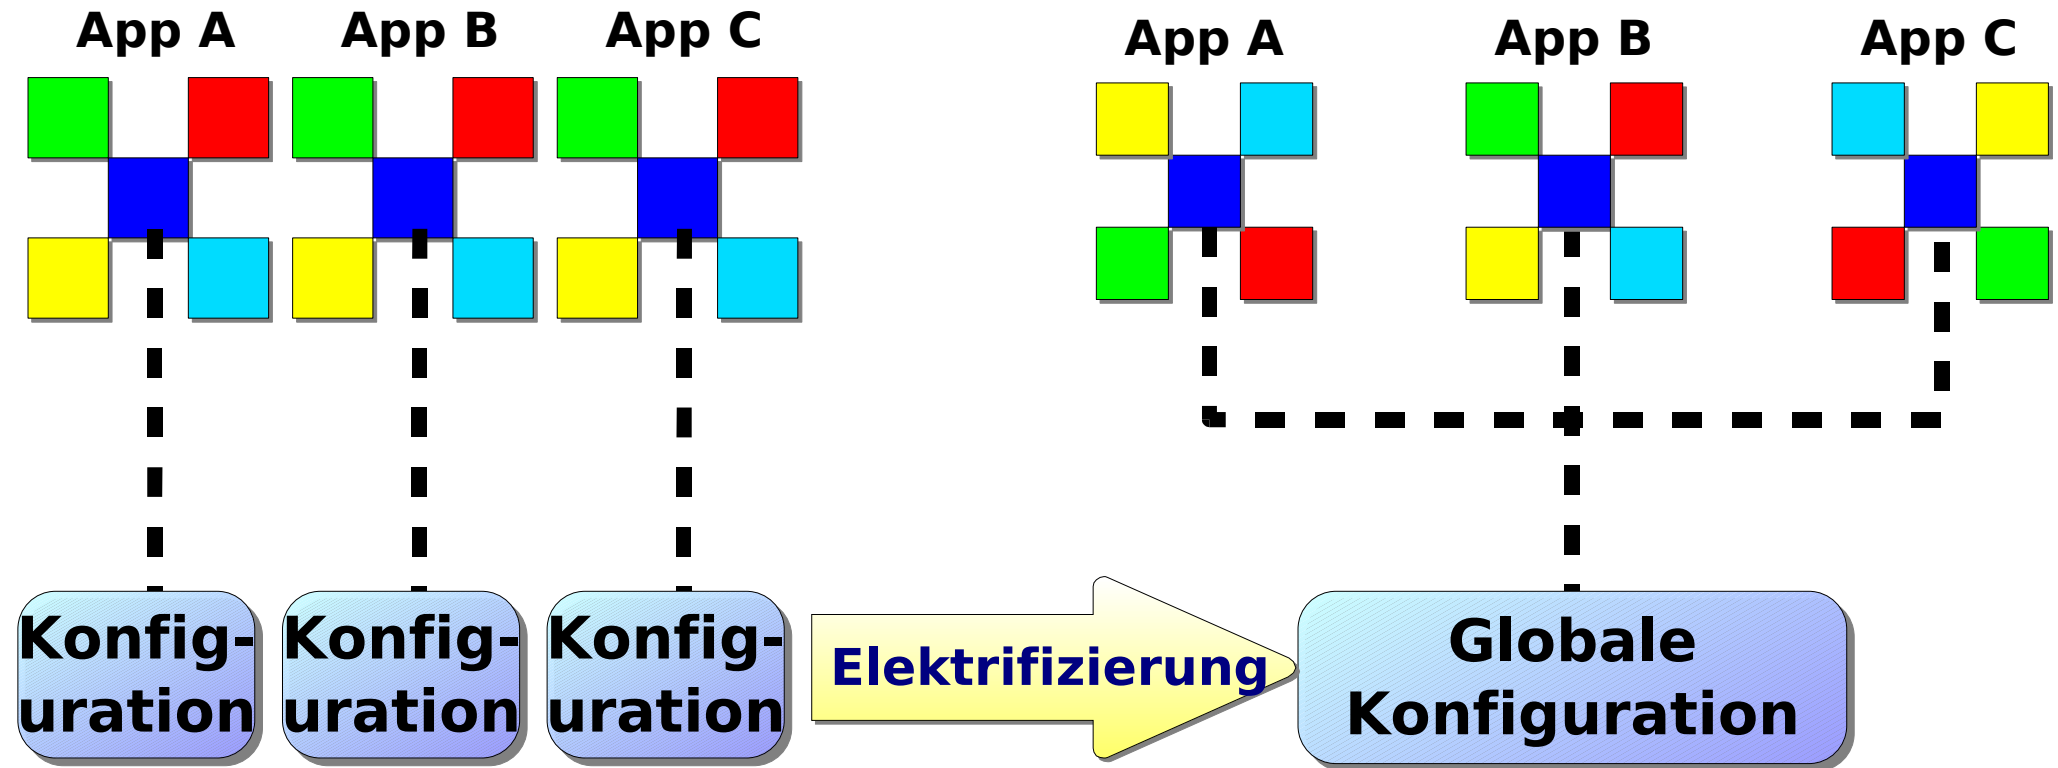 App A
App B
App C
App A
App B
App C
Konfig-
uration
Konfig-
uration
Konfig-
uration
Elektrifizierung
Globale
Konfiguration